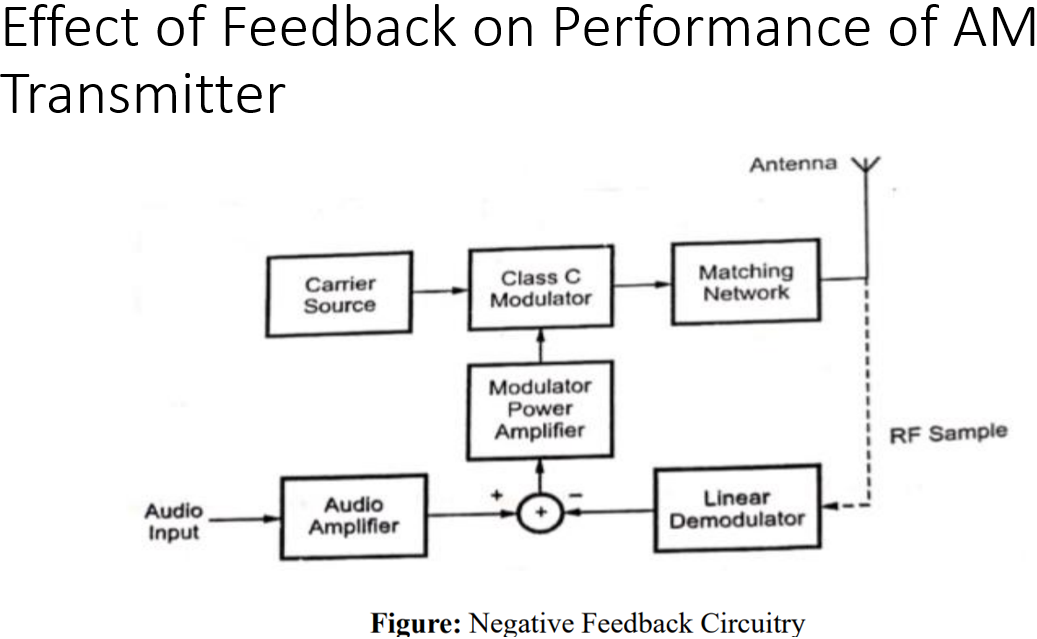 Effect of Feedback on Performance of AM
Transmitter
Antenna
Carrier
Source
Class C
Modulator
Matching
Network
Modulator
Power
Amplifier
RF Sample
Audio
Input
Audio
Amplifier
+
+
−
Linear
Demodulator
Figure: Negative Feedback Circuitry